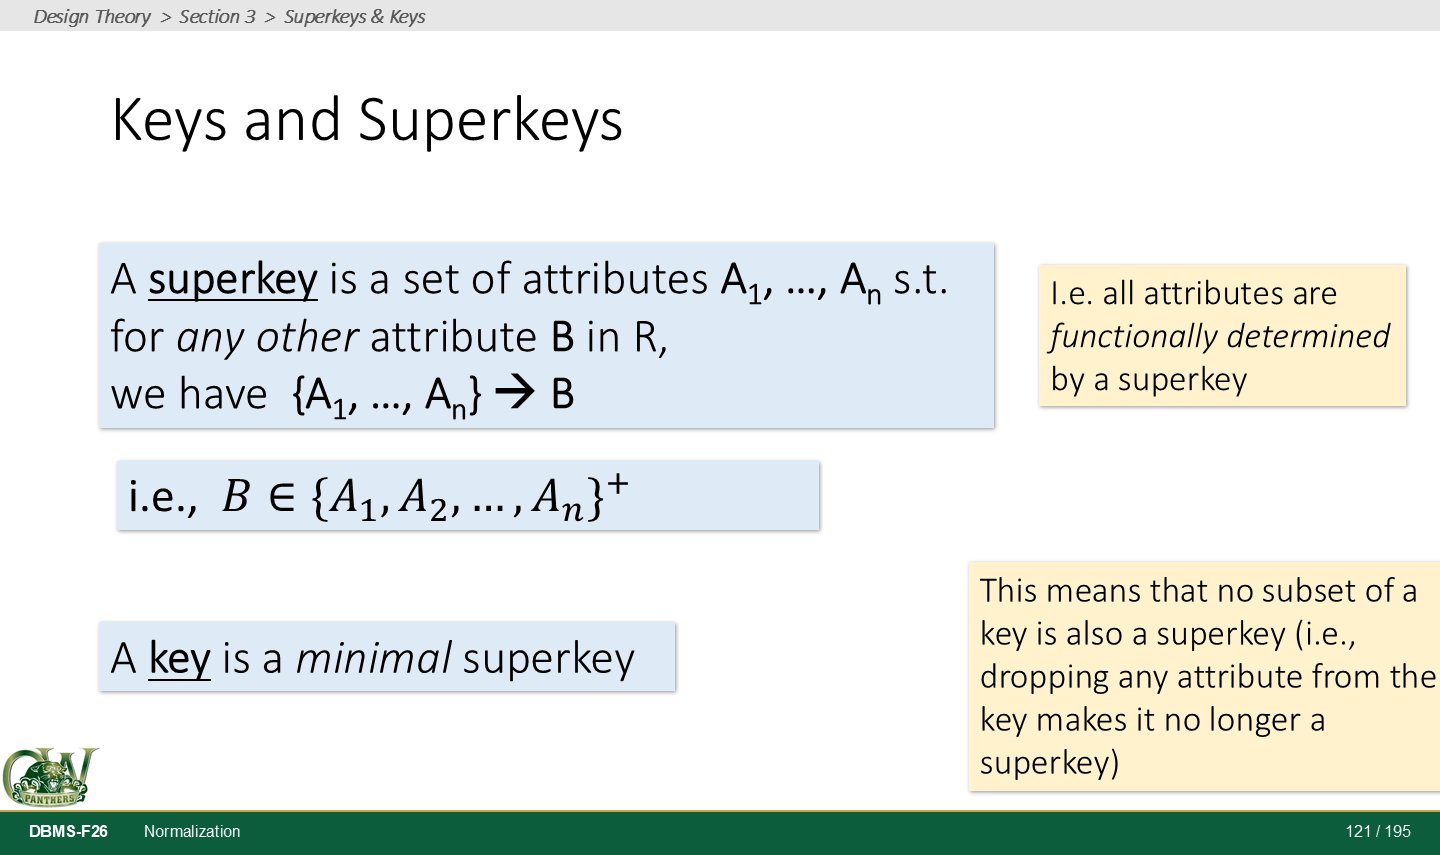 Design Theory > Section 3 > Superkeys & Keys
Keys and Superkeys
A superkey is a set of attributes A₁, …, Aₙ s.t.
for any other attribute B in R,
we have {A₁, …, Aₙ} → B
I.e. all attributes are
functionally determined
by a superkey
i.e., B ∈ {A₁, A₂, … , Aₙ}⁺
A key is a minimal superkey
This means that no subset of a
key is also a superkey (i.e.,
dropping any attribute from the
key makes it no longer a
superkey)
OW
PANTHERS
DBMS-F26 Normalization 121 / 195